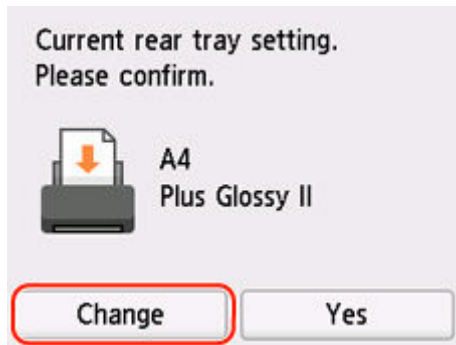 Current rear tray setting.
Please confirm.
A4
Plus Glossy II
Change
Yes